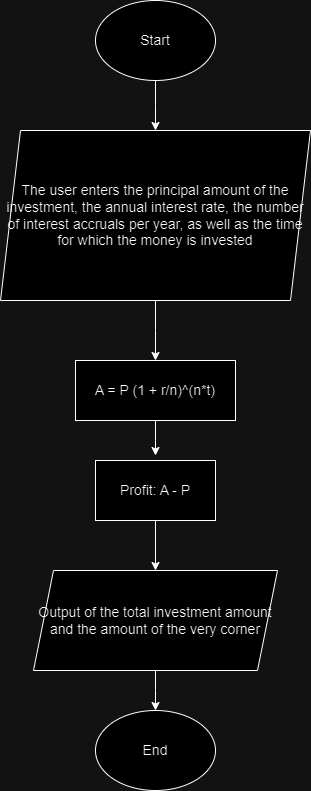 Start
The user enters the principal amount of the
investment, the annual interest rate, the number
of interest accruals per year, as well as the time
for which the money is invested
A = P (1 + r/n)^(n*t)
Profit: A - P
Output of the total investment amount
and the amount of the very corner
End